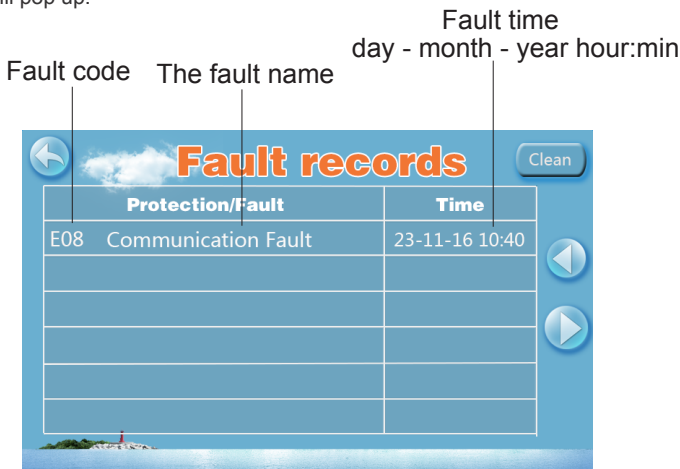 ill pop up.
Fault time
day - month - year hour:min
Fault code
The fault name
Fault records
Clean
Protection/Fault
Time
E08
Communication Fault
23-11-16 10:40